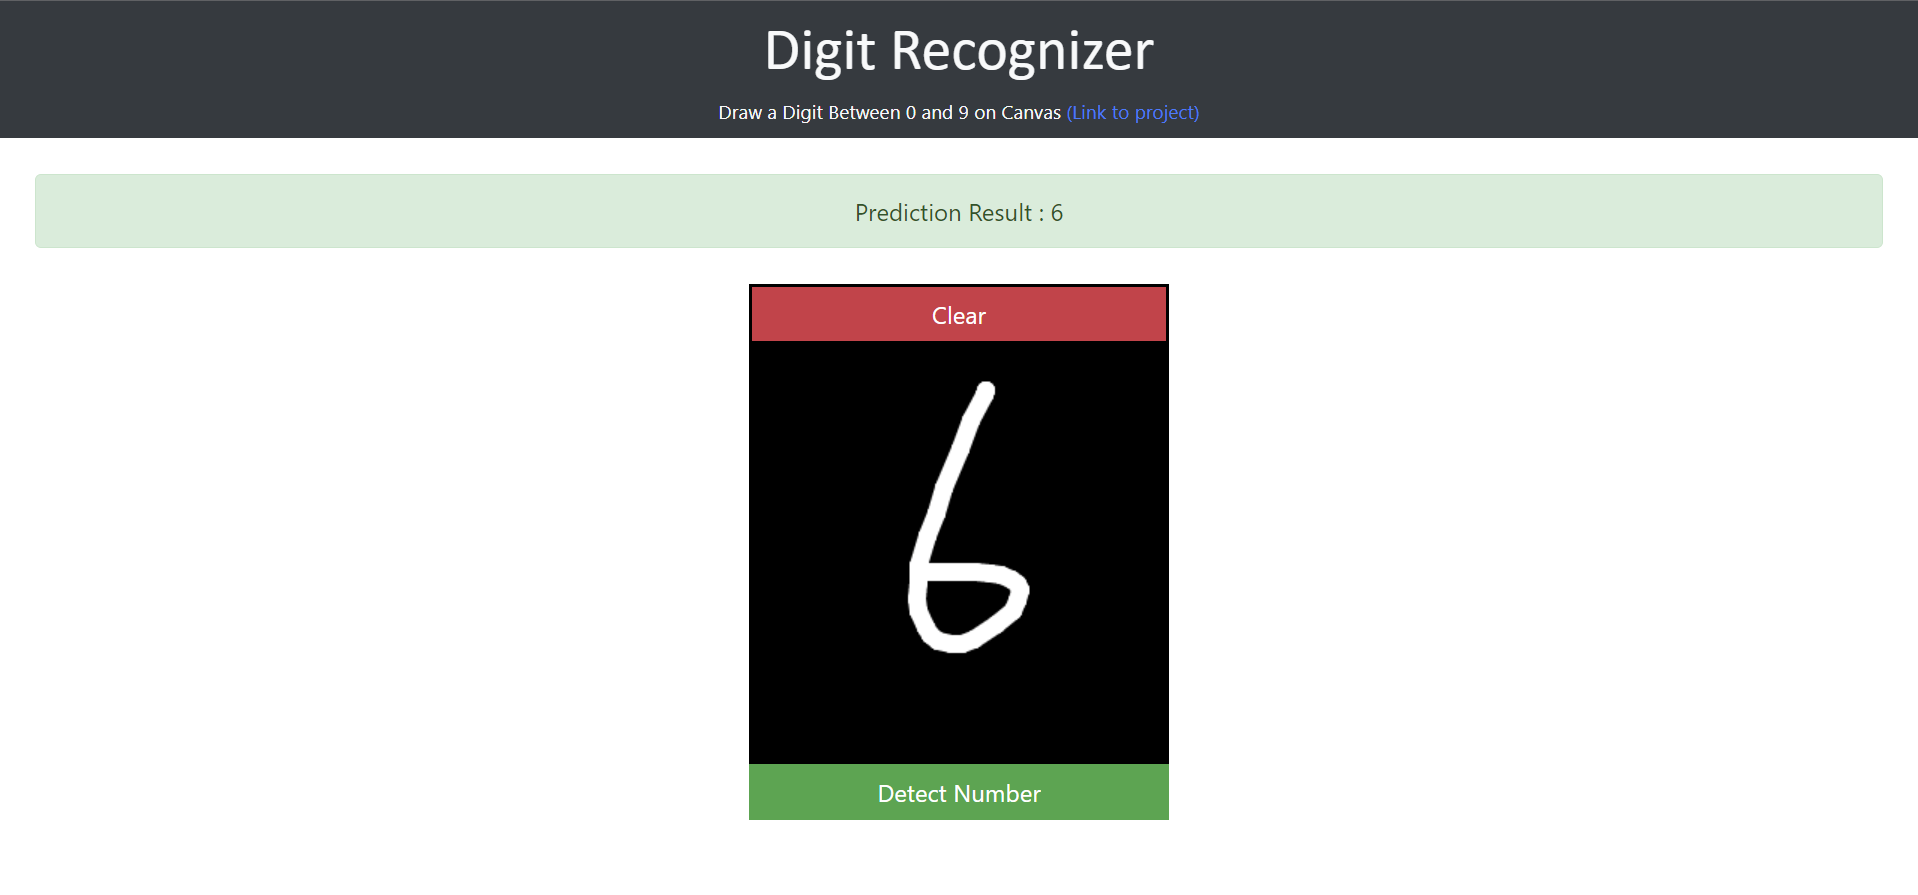 Digit Recognizer
Draw a Digit Between 0 and 9 on Canvas (Link to project)
Prediction Result : 6
Clear
6
Detect Number